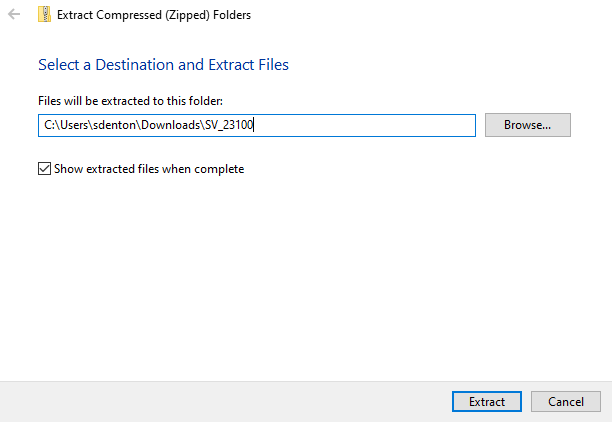 Extract Compressed (Zipped) Folders
Select a Destination and Extract Files
Files will be extracted to this folder:
C:\Users\sdenton\Downloads\SV_23100
Browse...
Show extracted files when complete
Extract
Cancel